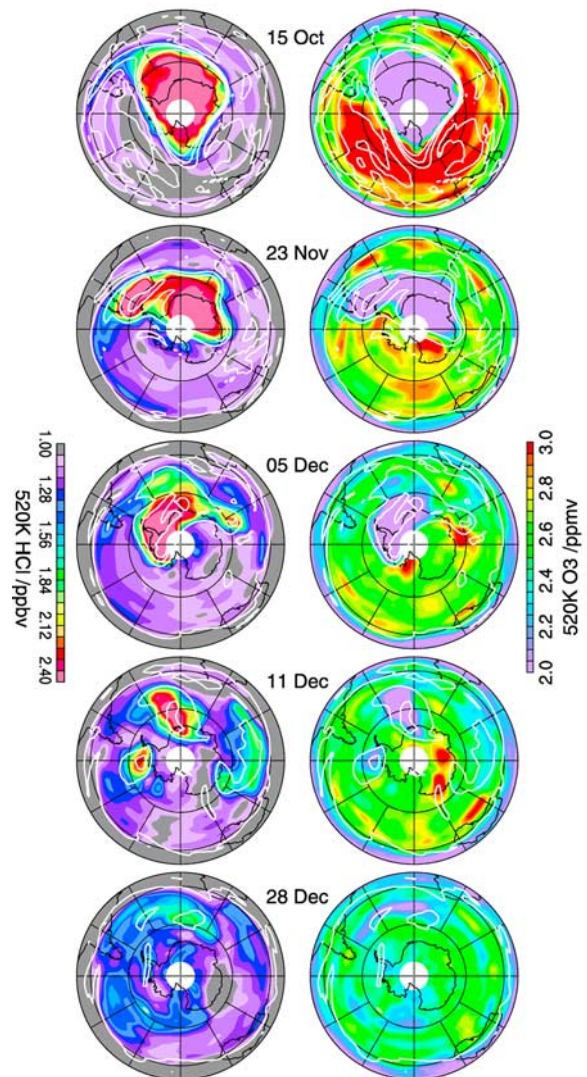 15 Oct
23 Nov
05 Dec
11 Dec
28 Dec
1.00
1.28
1.56
1.84
2.12
2.40
520K HCl /ppbv
3.0
2.8
2.6
2.4
2.2
2.0
520K O3 /ppmv